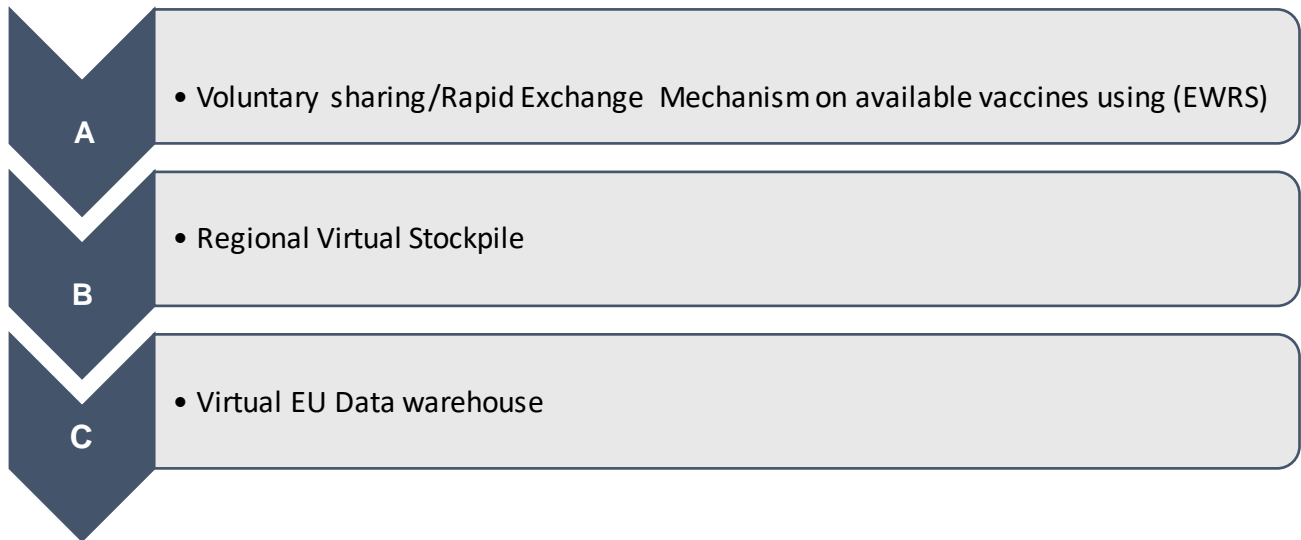 A
• Voluntary sharing/Rapid Exchange Mechanism on available vaccines using (EWRS)
B
• Regional Virtual Stockpile
C
• Virtual EU Data warehouse